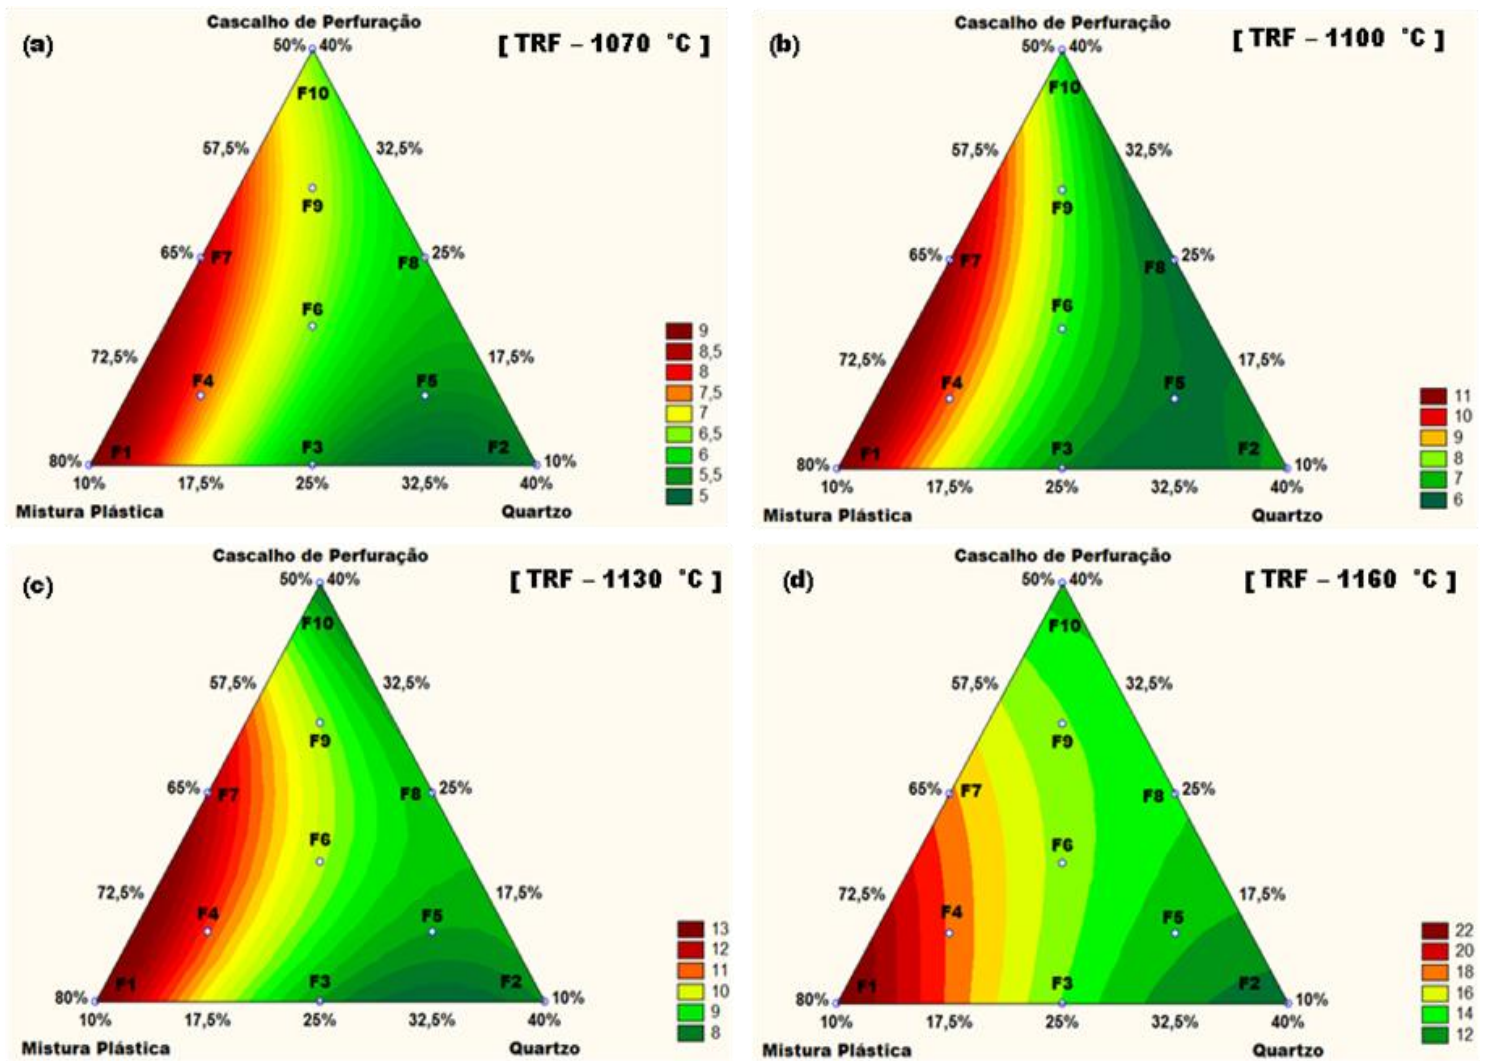 Cascalho de Perfuração
(a)
50% 40%
[ TRF – 1070 °C ]
F10
57,5%
32,5%
F9
65%
F7
F8
25%
F6
72,5%
17,5%
F4
F5
F1
F3
F2
80%
10%
10%
17,5%
25%
32,5%
40%
Mistura Plástica
Quartzo
9
8,5
8
7,5
7
6,5
6
5,5
5
Cascalho de Perfuração
(b)
50% 40%
[ TRF – 1100 °C ]
F10
57,5%
32,5%
F9
65%
F7
F8
25%
F6
72,5%
17,5%
F4
F5
F1
F3
F2
80%
10%
10%
17,5%
25%
32,5%
40%
Mistura Plástica
Quartzo
11
10
9
8
7
6
Cascalho de Perfuração
(c)
50% 40%
[ TRF – 1130 °C ]
F10
57,5%
32,5%
F9
65%
F7
F8
25%
F6
72,5%
17,5%
F4
F5
F1
F3
F2
80%
10%
10%
17,5%
25%
32,5%
40%
Mistura Plástica
Quartzo
13
12
11
10
9
8
Cascalho de Perfuração
(d)
50% 40%
[ TRF – 1160 °C ]
F10
57,5%
32,5%
F9
65%
F7
F8
25%
F6
72,5%
17,5%
F4
F5
F1
F3
F2
80%
10%
10%
17,5%
25%
32,5%
40%
Mistura Plástica
Quartzo
22
20
18
16
14
12